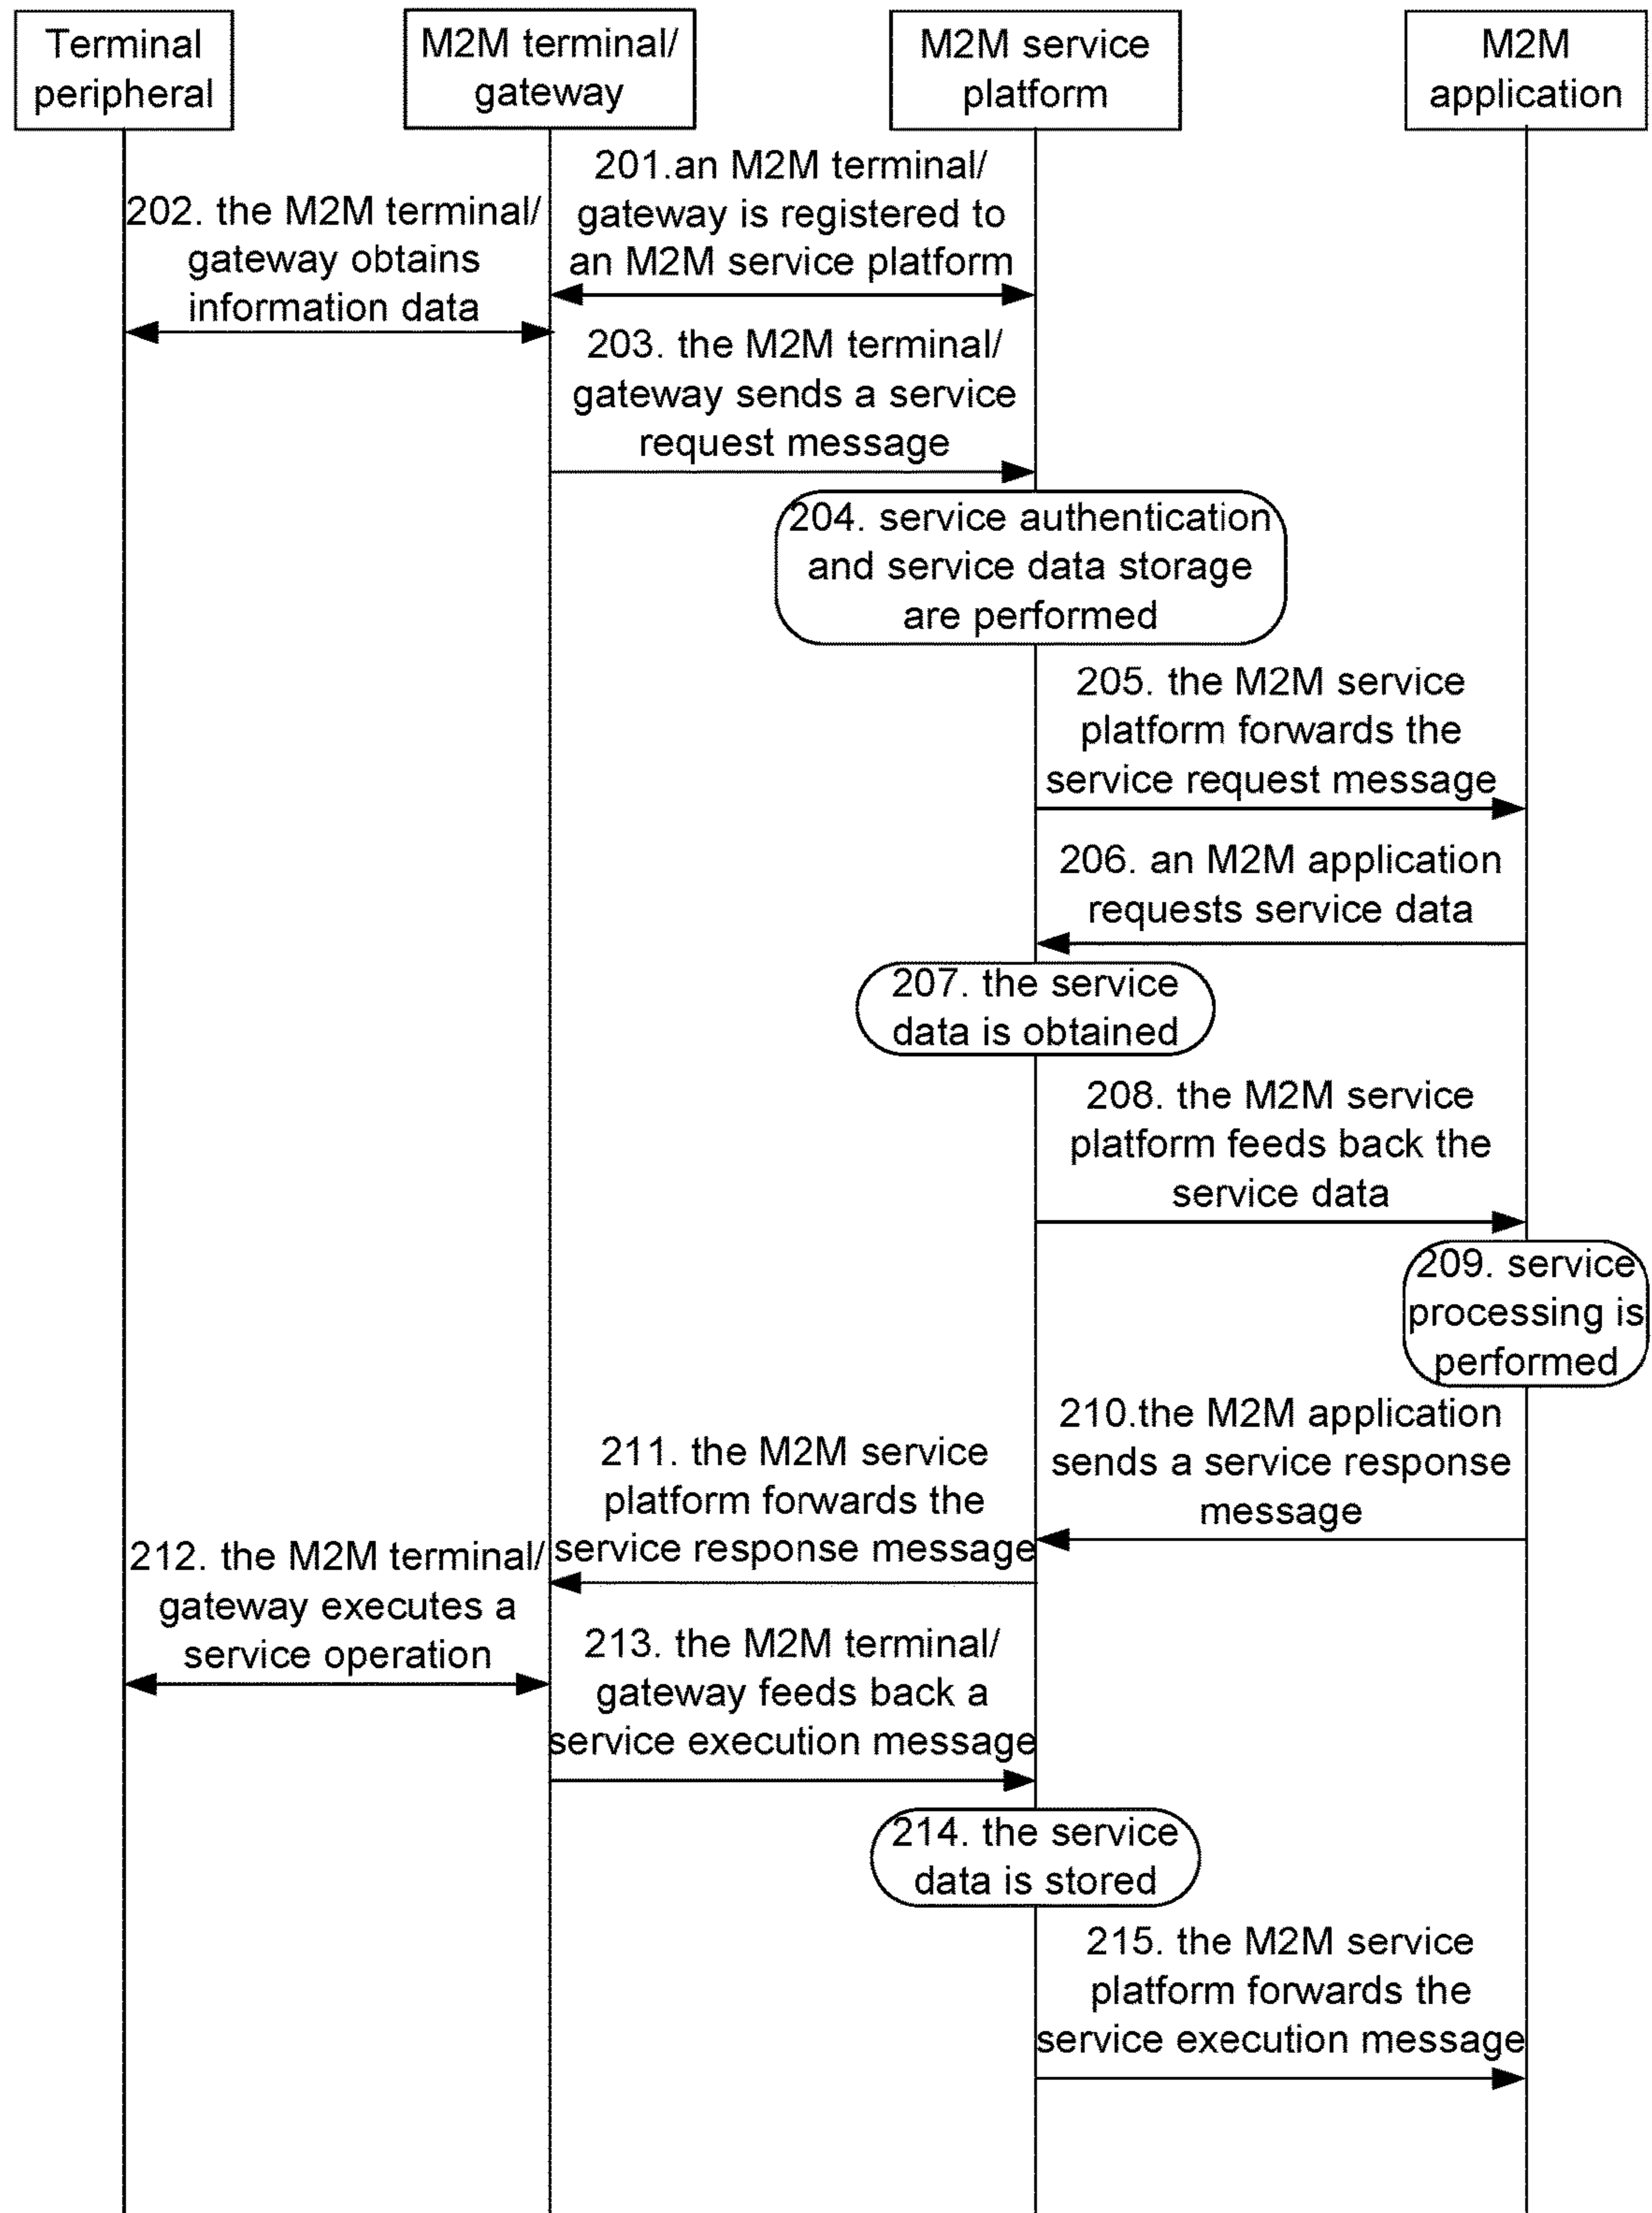 Terminal
peripheral
M2M terminal/
gateway
M2M service
platform
M2M
application
201.an M2M terminal/
gateway is registered to
an M2M service platform
202. the M2M terminal/
gateway obtains
information data
203. the M2M terminal/
gateway sends a service
request message
204. service authentication
and service data storage
are performed
205. the M2M service
platform forwards the
service request message
206. an M2M application
requests service data
207. the service
data is obtained
208. the M2M service
platform feeds back the
service data
209. service
processing is
performed
210.the M2M application
sends a service response
message
211. the M2M service
platform forwards the
service response message
212. the M2M terminal/
gateway executes a
service operation
213. the M2M terminal/
gateway feeds back a
service execution message
214. the service
data is stored
215. the M2M service
platform forwards the
service execution message